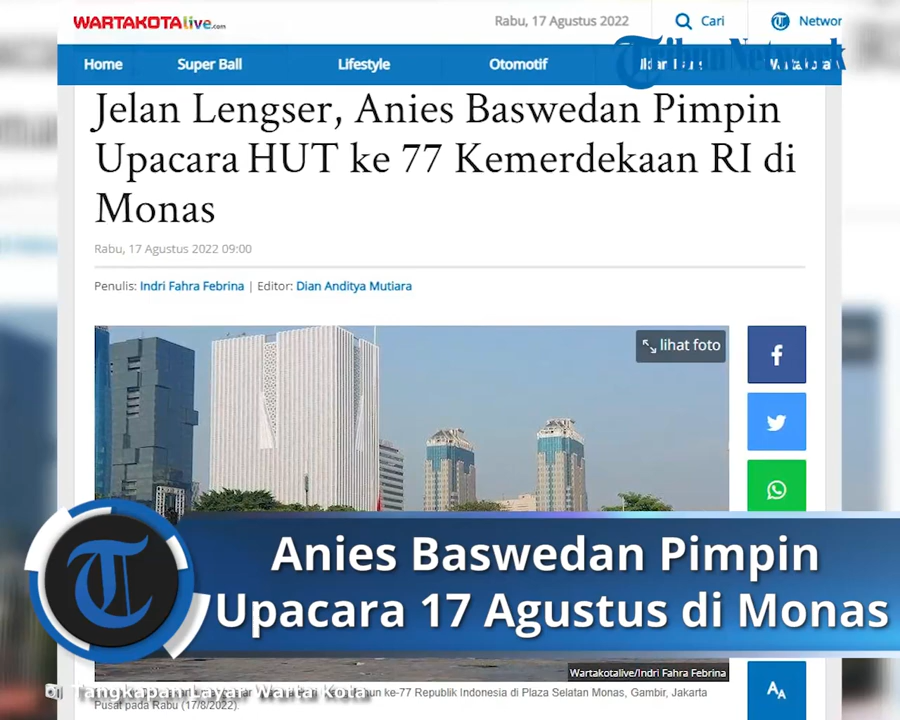 WARTAKOTAlive.com
Rabu, 17 Agustus 2022
Cari
Networ
Tribun Network
Home
Super Ball
Lifestyle
Otomotif
Jelan Lengser, Anies Baswedan Pimpin
Upacara HUT ke 77 Kemerdekaan RI di
Monas
Rabu, 17 Agustus 2022 09:00
Penulis: Indri Fahra Febrina | Editor: Dian Anditya Mutiara
lihat foto
Anies Baswedan Pimpin
Upacara 17 Agustus di Monas
Wartakotalive/Indri Fahra Febrina
Tangkapan Layar Warta Kota
ke-77 Republik Indonesia di Plaza Selatan Monas, Gambir, Jakarta
Pusat pada Rabu (17/8/2022).
AA